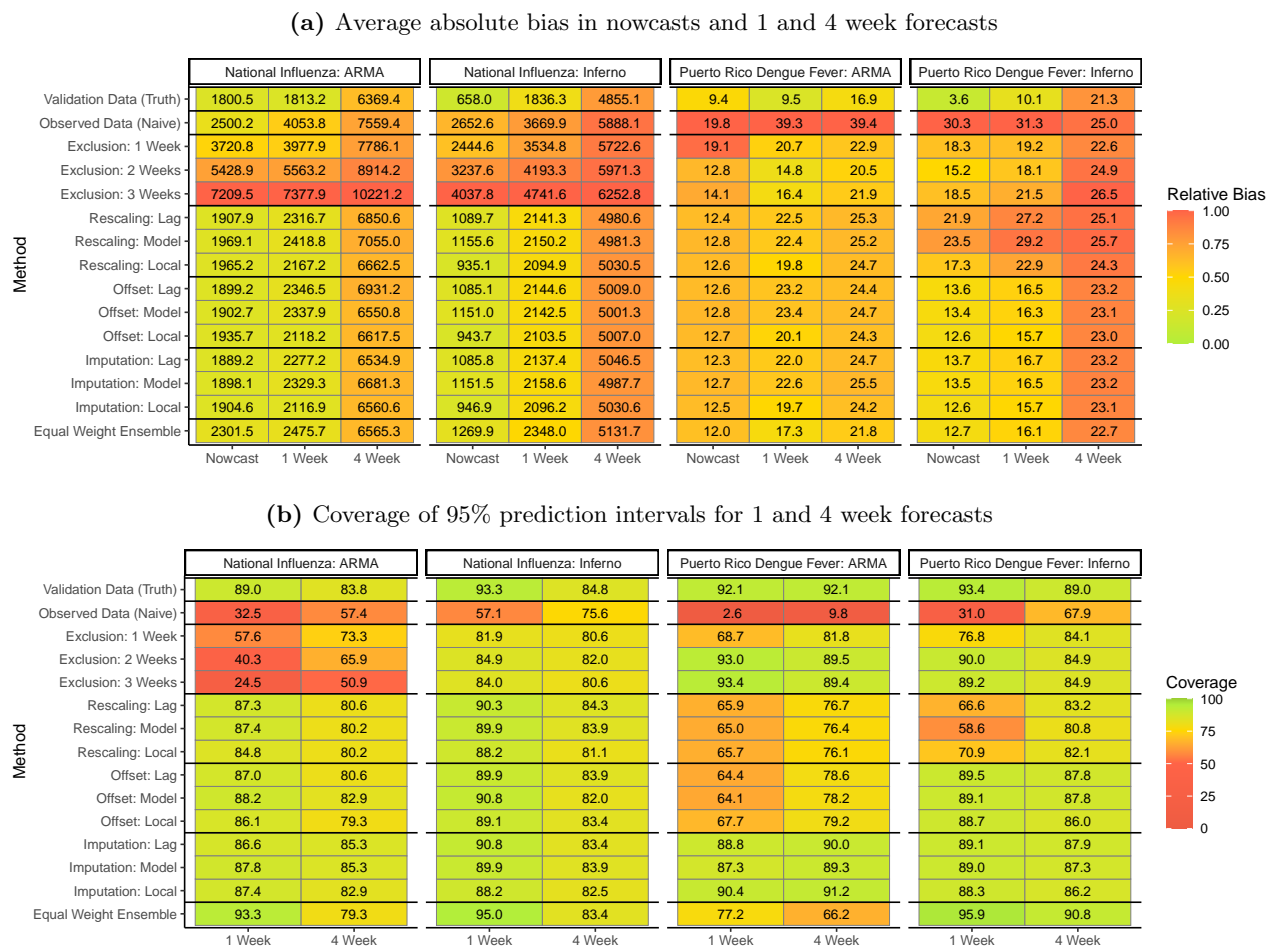 (a) Average absolute bias in nowcasts and 1 and 4 week forecasts
National Influenza: ARMA National Influenza: Inferno Puerto Rico Dengue Fever: ARMA Puerto Rico Dengue Fever: Inferno
Validation Data (Truth) 1800.5 1813.2 6369.4 658.0 1836.3 4855.1 9.4 9.5 16.9 3.6 10.1 21.3
Observed Data (Naive) 2500.2 4053.8 7559.4 2652.6 3669.9 5888.1 19.8 39.3 39.4 30.3 31.3 25.0
Exclusion: 1 Week 3720.8 3977.9 7786.1 2444.6 3534.8 5722.6 19.1 20.7 22.9 18.3 19.2 22.6
Exclusion: 2 Weeks 5428.9 5563.2 8914.2 3237.6 4193.3 5971.3 12.8 14.8 20.5 15.2 18.1 24.9
Exclusion: 3 Weeks 7209.5 7377.9 10221.2 4037.8 4741.6 6252.8 14.1 16.4 21.9 18.5 21.5 26.5
Rescaling: Lag 1907.9 2316.7 6850.6 1089.7 2141.3 4980.6 12.4 22.5 25.3 21.9 27.2 25.1
Rescaling: Model 1969.1 2418.8 7055.0 1155.6 2150.2 4981.3 12.8 22.4 25.2 23.5 29.2 25.7
Rescaling: Local 1965.2 2167.2 6662.5 935.1 2094.9 5030.5 12.6 19.8 24.7 17.3 22.9 24.3
Offset: Lag 1899.2 2346.5 6931.2 1085.1 2144.6 5009.0 12.6 23.2 24.4 13.6 16.5 23.2
Offset: Model 1902.7 2337.9 6550.8 1151.0 2142.5 5001.3 12.8 23.4 24.7 13.4 16.3 23.1
Offset: Local 1935.7 2118.2 6617.5 943.7 2103.5 5007.0 12.7 20.1 24.3 12.6 15.7 23.0
Imputation: Lag 1889.2 2277.2 6534.9 1085.8 2137.4 5046.5 12.3 22.0 24.7 13.7 16.7 23.2
Imputation: Model 1898.1 2329.3 6681.3 1151.5 2158.6 4987.7 12.7 22.6 25.5 13.5 16.5 23.2
Imputation: Local 1904.6 2116.9 6560.6 946.9 2096.2 5030.6 12.5 19.7 24.2 12.6 15.7 23.1
Equal Weight Ensemble 2301.5 2475.7 6565.3 1269.9 2348.0 5131.7 12.0 17.3 21.8 12.7 16.1 22.7
Nowcast 1 Week 4 Week Nowcast 1 Week 4 Week Nowcast 1 Week 4 Week Nowcast 1 Week 4 Week
Method
Relative Bias
1.00
0.75
0.50
0.25
0.00
(b) Coverage of 95% prediction intervals for 1 and 4 week forecasts
National Influenza: ARMA National Influenza: Inferno Puerto Rico Dengue Fever: ARMA Puerto Rico Dengue Fever: Inferno
Validation Data (Truth) 89.0 83.8 93.3 84.8 92.1 92.1 93.4 89.0
Observed Data (Naive) 32.5 57.4 57.1 75.6 2.6 9.8 31.0 67.9
Exclusion: 1 Week 57.6 73.3 81.9 80.6 68.7 81.8 76.8 84.1
Exclusion: 2 Weeks 40.3 65.9 84.9 82.0 93.0 89.5 90.0 84.9
Exclusion: 3 Weeks 24.5 50.9 84.0 80.6 93.4 89.4 89.2 84.9
Rescaling: Lag 87.3 80.6 90.3 84.3 65.9 76.7 66.6 83.2
Rescaling: Model 87.4 80.2 89.9 83.9 65.0 76.4 58.6 80.8
Rescaling: Local 84.8 80.2 88.2 81.1 65.7 76.1 70.9 82.1
Offset: Lag 87.0 80.6 89.9 83.9 64.4 78.6 89.5 87.8
Offset: Model 88.2 82.9 90.8 82.0 64.1 78.2 89.1 87.8
Offset: Local 86.1 79.3 89.1 83.4 67.7 79.2 88.7 86.0
Imputation: Lag 86.6 85.3 90.8 83.4 88.8 90.0 89.1 87.9
Imputation: Model 87.8 85.3 89.9 83.9 87.3 89.3 89.0 87.3
Imputation: Local 87.4 82.9 88.2 82.5 90.4 91.2 88.3 86.2
Equal Weight Ensemble 93.3 79.3 95.0 83.4 77.2 66.2 95.9 90.8
1 Week 4 Week 1 Week 4 Week 1 Week 4 Week 1 Week 4 Week
Method
Coverage
100
75
50
25
0